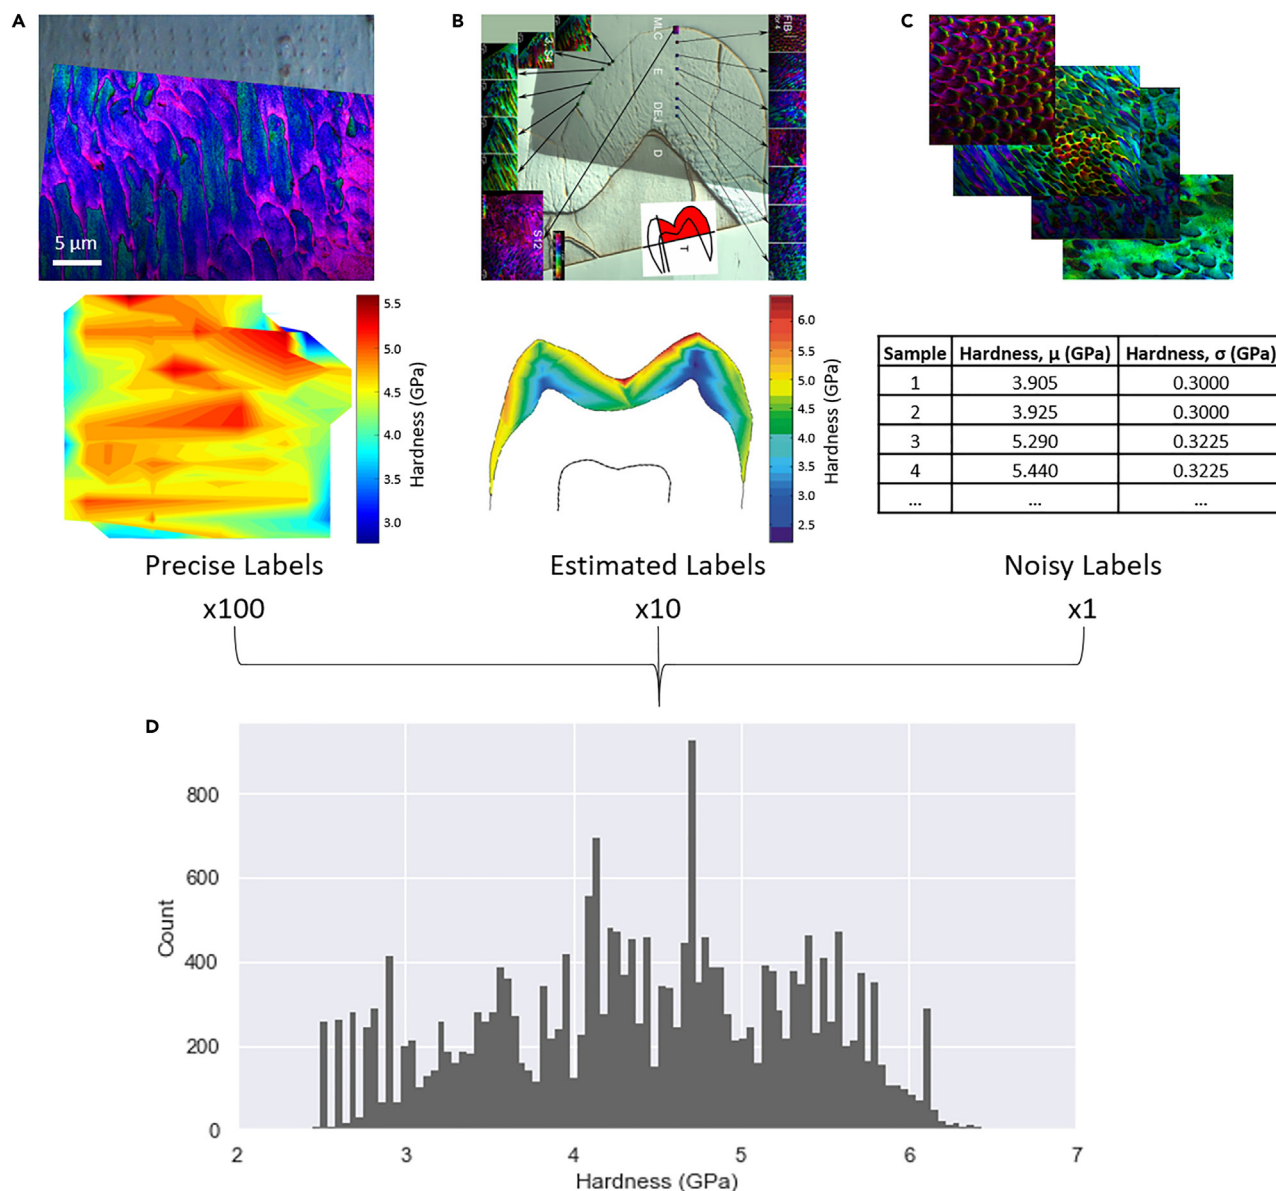 A
B
C
5 µm
MLC
E
DEJ
D
3-S4
S12
FIB
T
Hardness (GPa)
5.5
5.0
4.5
4.0
3.5
3.0
Hardness (GPa)
6.0
5.5
5.0
4.5
4.0
3.5
3.0
2.5
Sample Hardness, µ (GPa) Hardness, σ (GPa)
1 3.905 0.3000
2 3.925 0.3000
3 5.290 0.3225
4 5.440 0.3225
... ... ...
Precise Labels
Estimated Labels
Noisy Labels
x100
x10
x1
D
Count
800
600
400
200
0
2 3 4 5 6 7
Hardness (GPa)